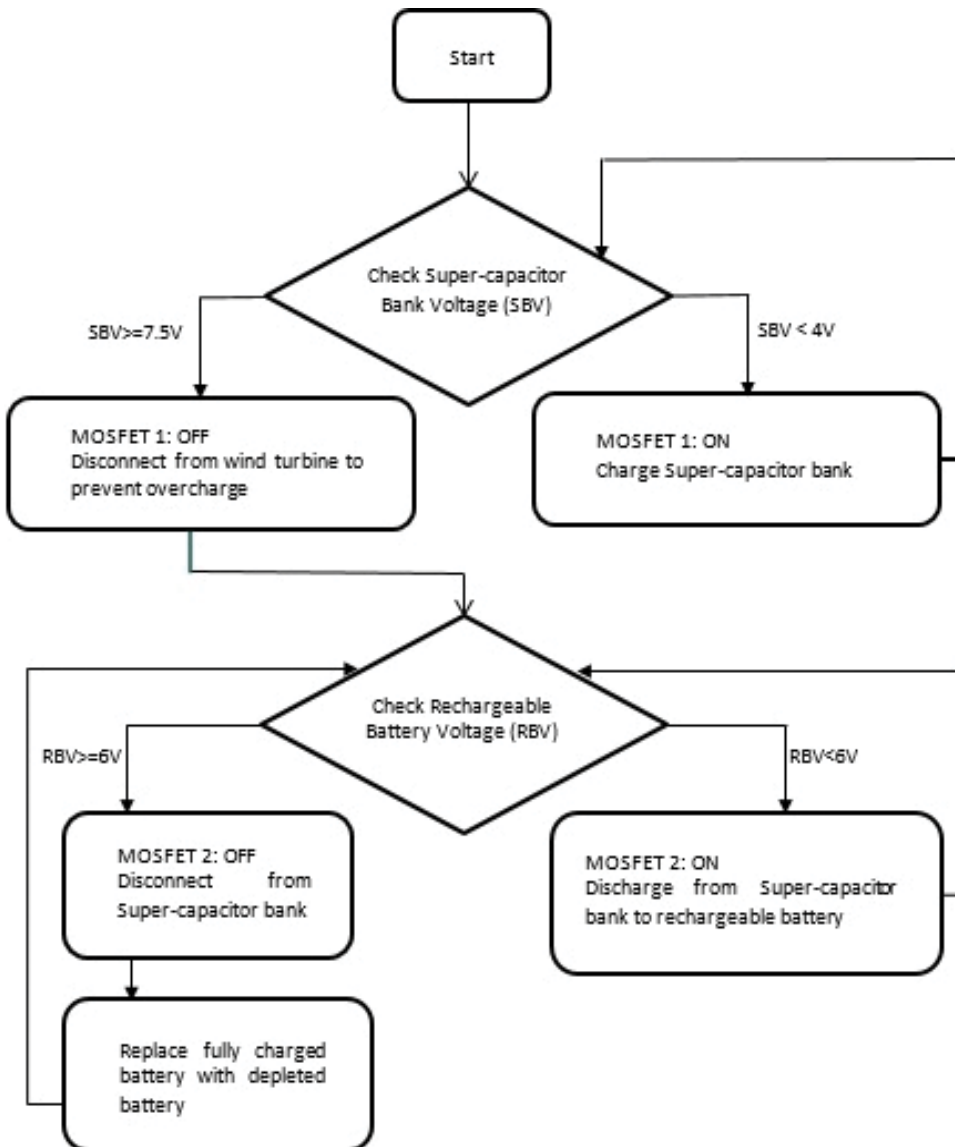 Start
Check Super-capacitor
Bank Voltage (SBV)
SBV>=7.5V
SBV < 4V
MOSFET 1: OFF
Disconnect from wind turbine to
prevent overcharge
MOSFET 1: ON
Charge Super-capacitor bank
Check Rechargeable
Battery Voltage (RBV)
RBV>=6V
RBV<6V
MOSFET 2: OFF
Disconnect from
Super-capacitor bank
MOSFET 2: ON
Discharge from Super-capacitor
bank to rechargeable battery
Replace fully charged
battery with depleted
battery